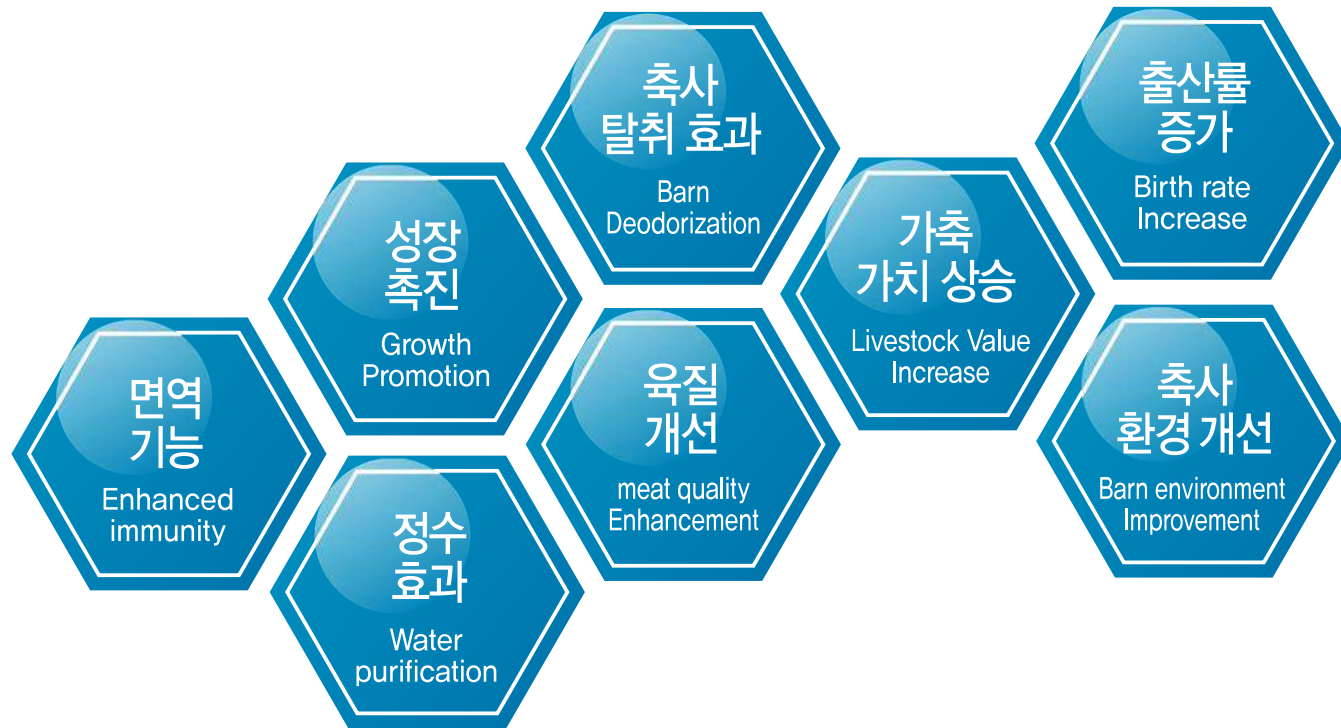 면역
기능
Enhanced
immunity
성장
촉진
Growth
Promotion
정수
효과
Water
purification
축사
탈취 효과
Barn
Deodorization
육질
개선
meat quality
Enhancement
가축
가치 상승
Livestock Value
Increase
출산률
증가
Birth rate
Increase
축사
환경 개선
Barn environment
Improvement